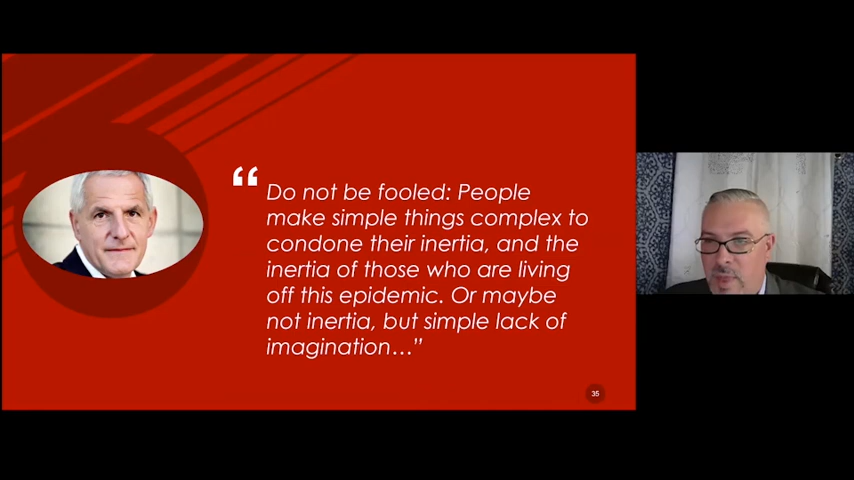 “
Do not be fooled: People
make simple things complex to
condone their inertia, and the
inertia of those who are living
off this epidemic. Or maybe
not inertia, but simple lack of
imagination…”
35